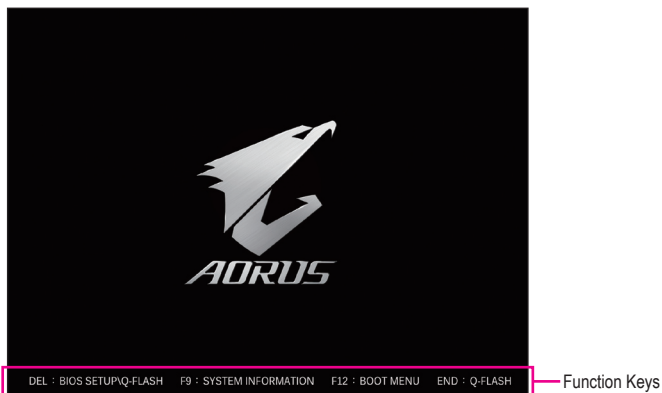 AORUS
DEL : BIOS SETUP\Q-FLASH F9 : SYSTEM INFORMATION F12 : BOOT MENU END : Q-FLASH
Function Keys